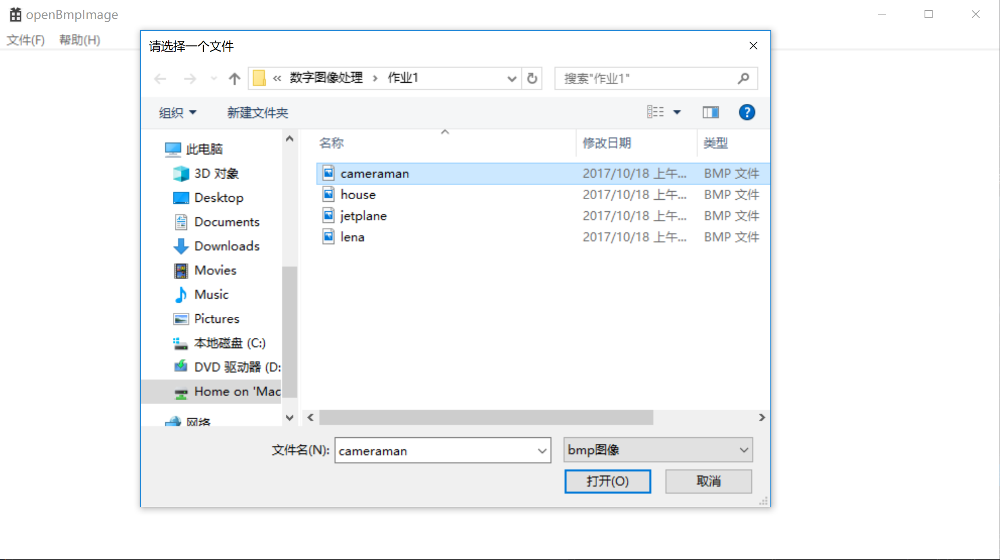 openBmpImage
文件(F) 帮助(H)
请选择一个文件
« 数字图像处理 › 作业1 搜索"作业1"
组织 新建文件夹 ?
名称 修改日期 类型
此电脑
3D 对象
Desktop
Documents
Downloads
Movies
Music
Pictures
本地磁盘 (C:)
DVD 驱动器 (D:
Home on 'Mac
网络
cameraman 2017/10/18 上午... BMP 文件
house 2017/10/18 上午... BMP 文件
jetplane 2017/10/18 上午... BMP 文件
lena 2017/10/18 上午... BMP 文件
文件名(N): cameraman bmp图像
打开(O) 取消